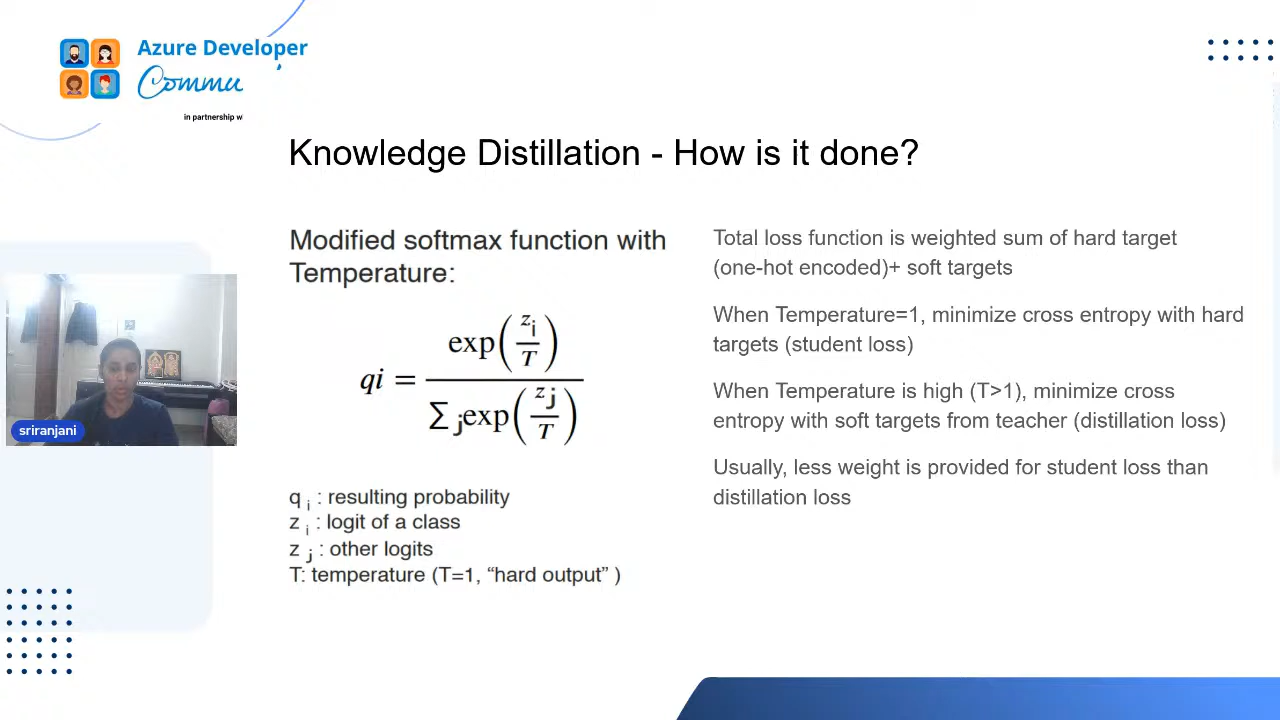 Azure Developer
Commu
in partnership w
Knowledge Distillation - How is it done?
Modified softmax function with
Temperature:
qi = exp(zi/T) / ∑j exp(zj/T)
q i : resulting probability
z i : logit of a class
z j : other logits
T: temperature (T=1, “hard output” )
Total loss function is weighted sum of hard target
(one-hot encoded)+ soft targets
When Temperature=1, minimize cross entropy with hard
targets (student loss)
When Temperature is high (T>1), minimize cross
entropy with soft targets from teacher (distillation loss)
Usually, less weight is provided for student loss than
distillation loss
sriranjani